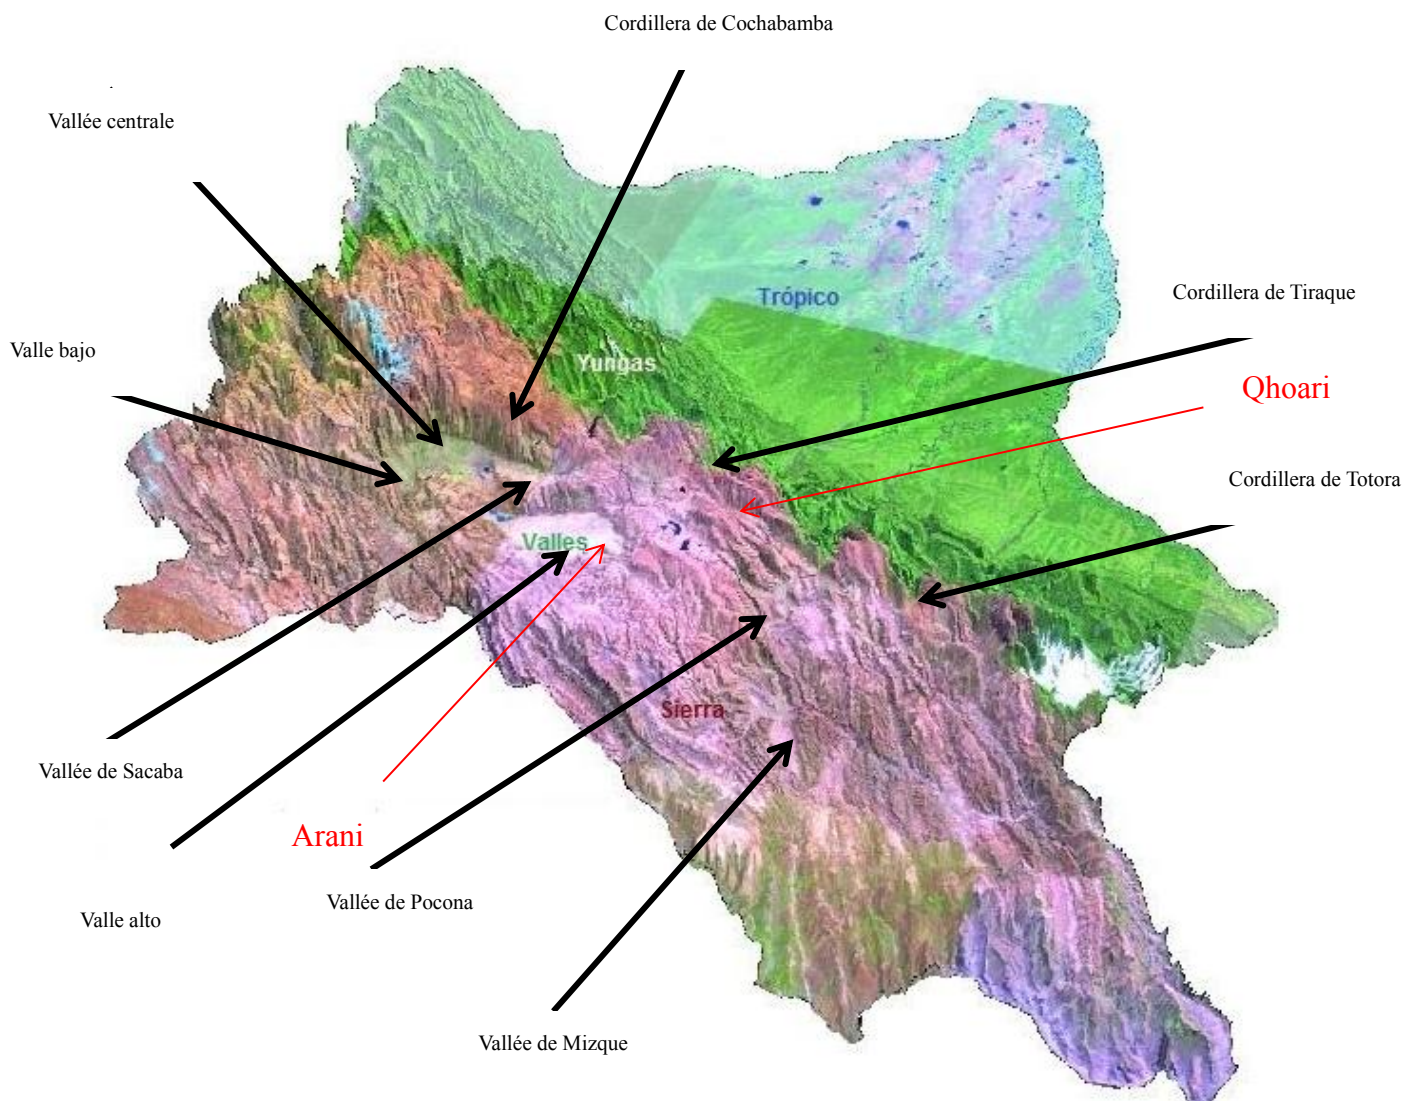 Cordillera de Cochabamba
Vallée centrale
Trópico
Cordillera de Tiraque
Valle bajo
Yungas
Qhoari
Cordillera de Totora
Valles
Sierra
Vallée de Sacaba
Arani
Vallée de Pocona
Valle alto
Vallée de Mizque